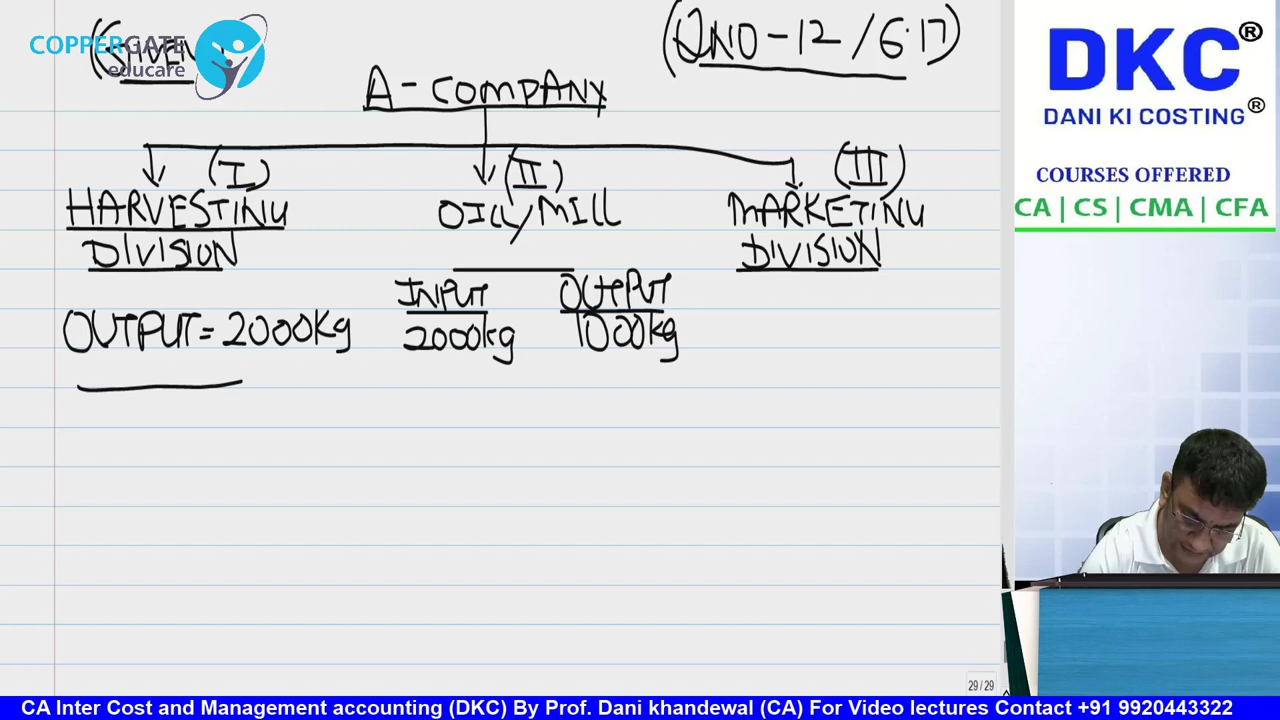 (GIVEN
COPPERGATE
educare
(QNO-12/6.17)
A-COMPANY
(I)
(II)
(III)
HARVESTING
DIVISION
OIL/MILL
MARKETING
DIVISION
INPUT
OUTPUT
OUTPUT=2000Kg
2000kg
1000kg
DKC®
DANI KI COSTING®
COURSES OFFERED
CA | CS | CMA | CFA
29/29
CA Inter Cost and Management accounting (DKC) By Prof. Dani khandewal (CA) For Video lectures Contact +91 9920443322